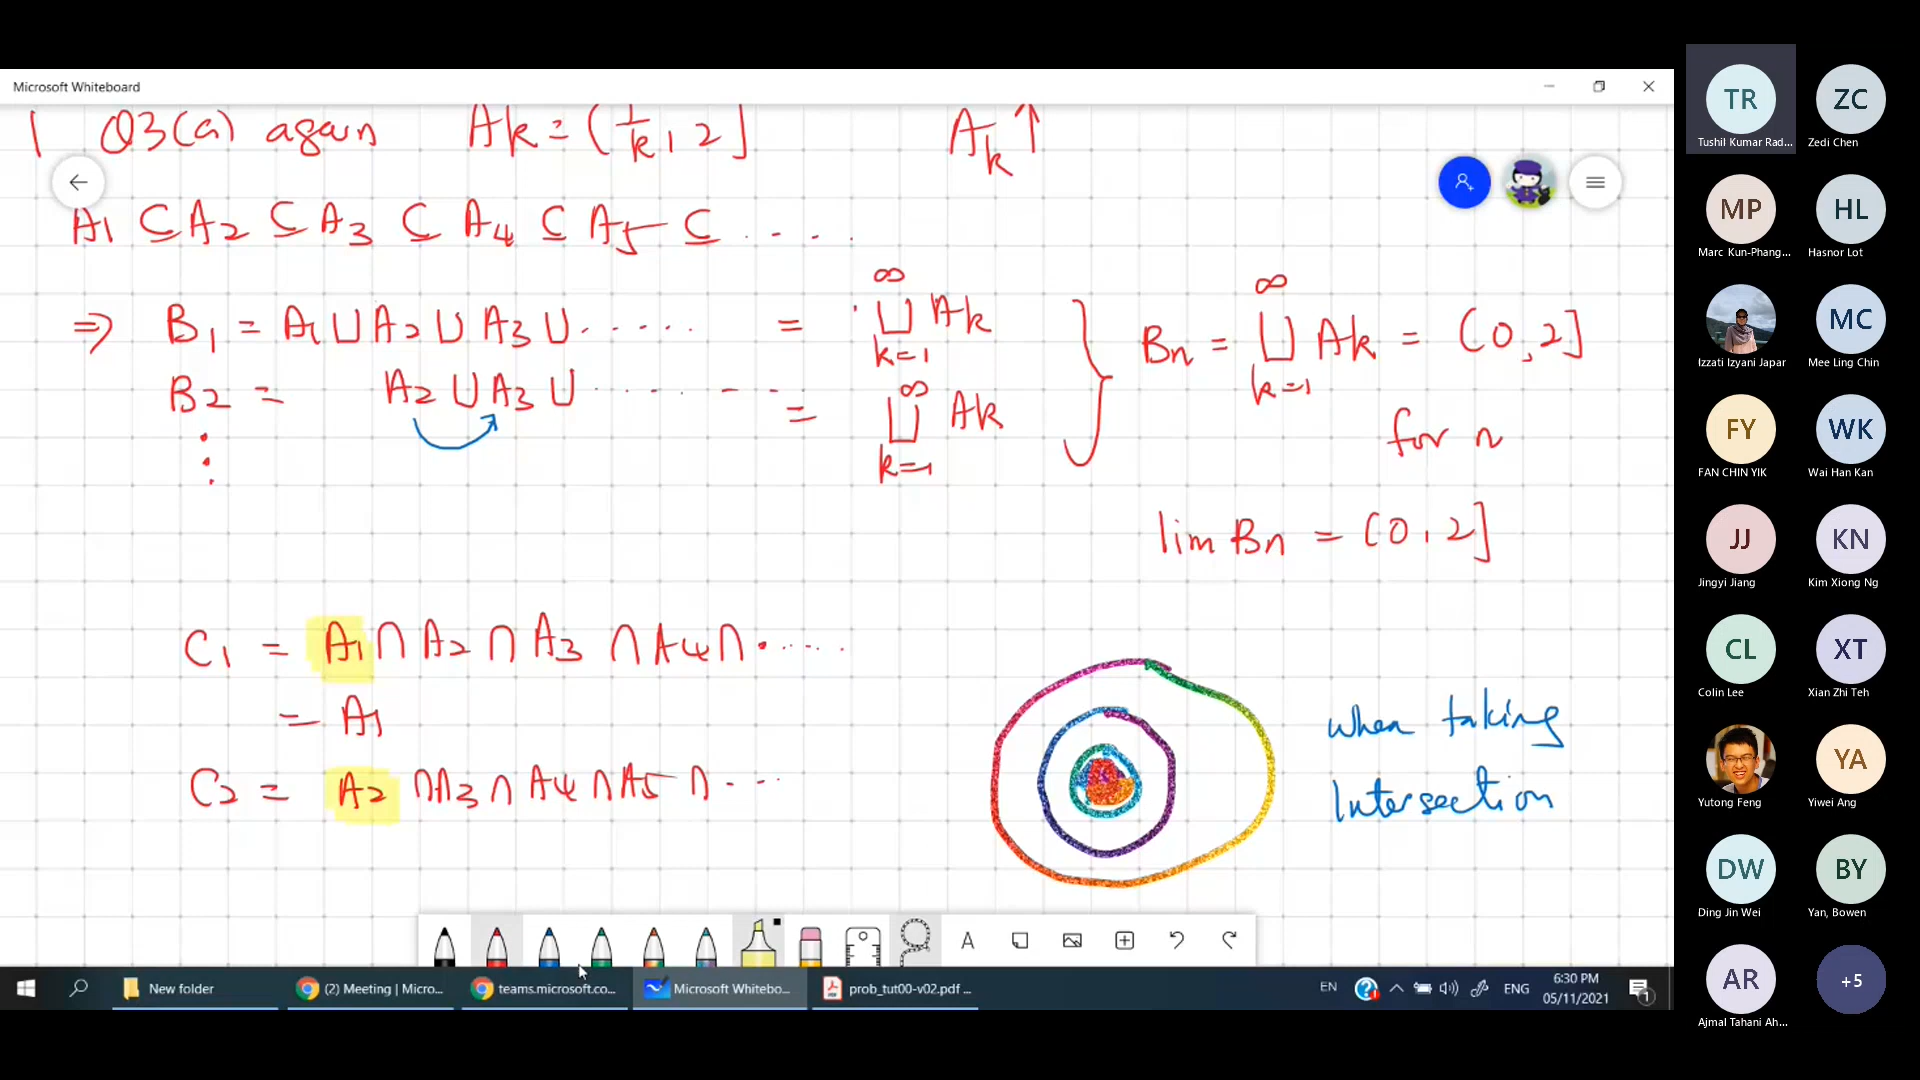 Microsoft Whiteboard
1 Q3(a) again Ak = (1/k, 2] Ak ↑
A1 ⊆ A2 ⊆ A3 ⊆ A4 ⊆ A5 ⊆ ....
⇒ B1 = A1 ∪ A2 ∪ A3 ∪ ...... = ∞ ∪ k=1 Ak
B2 = A2 ∪ A3 ∪ ...... = ∞ ∪ k=1 Ak
⋮
Bn = ∞ ∪ k=1 Ak = (0, 2]
for n
lim Bn = (0, 2]
C1 = A1 ∩ A2 ∩ A3 ∩ A4 ∩ ......
= A1
C2 = A2 ∩ A3 ∩ A4 ∩ A5 ∩ ...
when taking
Intersection
A
New folder
(2) Meeting | Micro...
teams.microsoft.co...
Microsoft Whitebo...
prob_tut00-v02.pdf ...
EN
ENG
6:30 PM
05/11/2021
1
TR
Tushil Kumar Rad...
ZC
Zedi Chen
MP
Marc Kun-Phang...
HL
Hasnor Lot
Izzati Izyani Japar
MC
Mee Ling Chin
FY
FAN CHIN YIK
WK
Wai Han Kan
JJ
Jingyi Jiang
KN
Kim Xiong Ng
CL
Colin Lee
XT
Xian Zhi Teh
Yutong Feng
YA
Yiwei Ang
DW
Ding Jin Wei
BY
Yan, Bowen
AR
Ajmal Tahani Ah...
+5